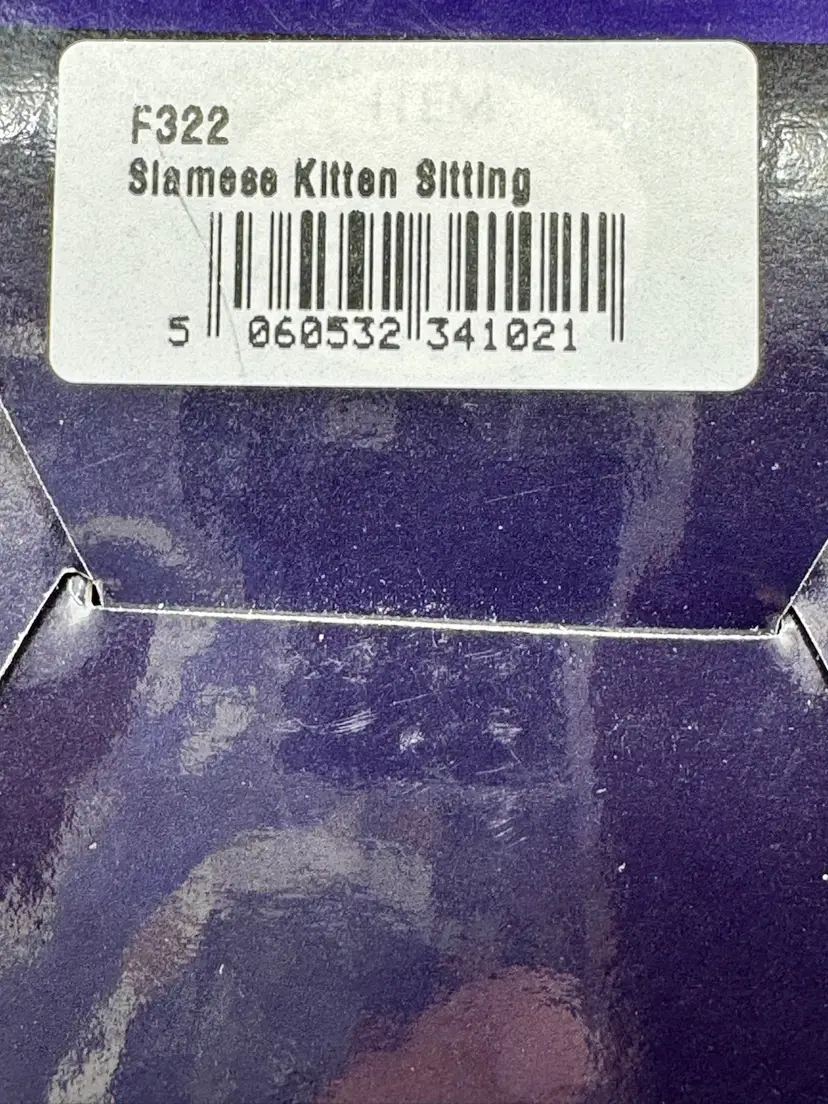 F322
Siamese Kitten Sitting
5 060532 341021